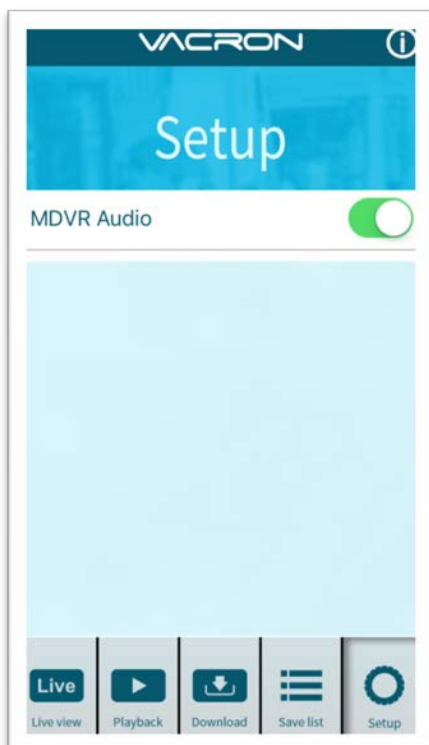 VACRON
Setup
MDVR Audio
Live
Live view
Playback
Download
Save list
Setup